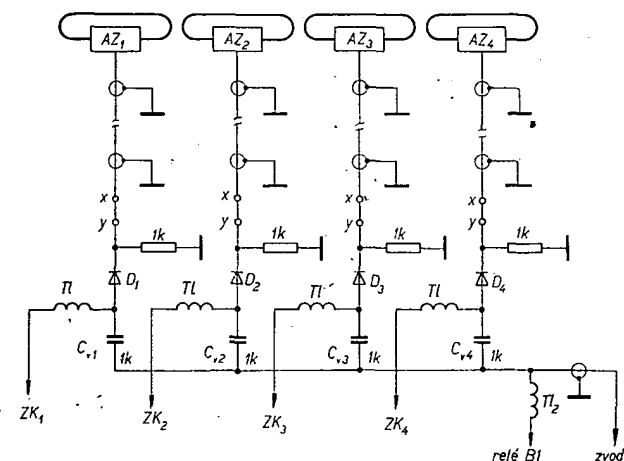 AZ1 AZ2 AZ3 AZ4
x x x x
y y y y
1k 1k 1k 1k
D1 D2 D3 D4
Tl Tl Tl Tl
Cv1 1k Cv2 1k Cv3 1k Cv4 1k
Tl2
ZK1 ZK2 ZK3 ZK4
relé B1 zvod